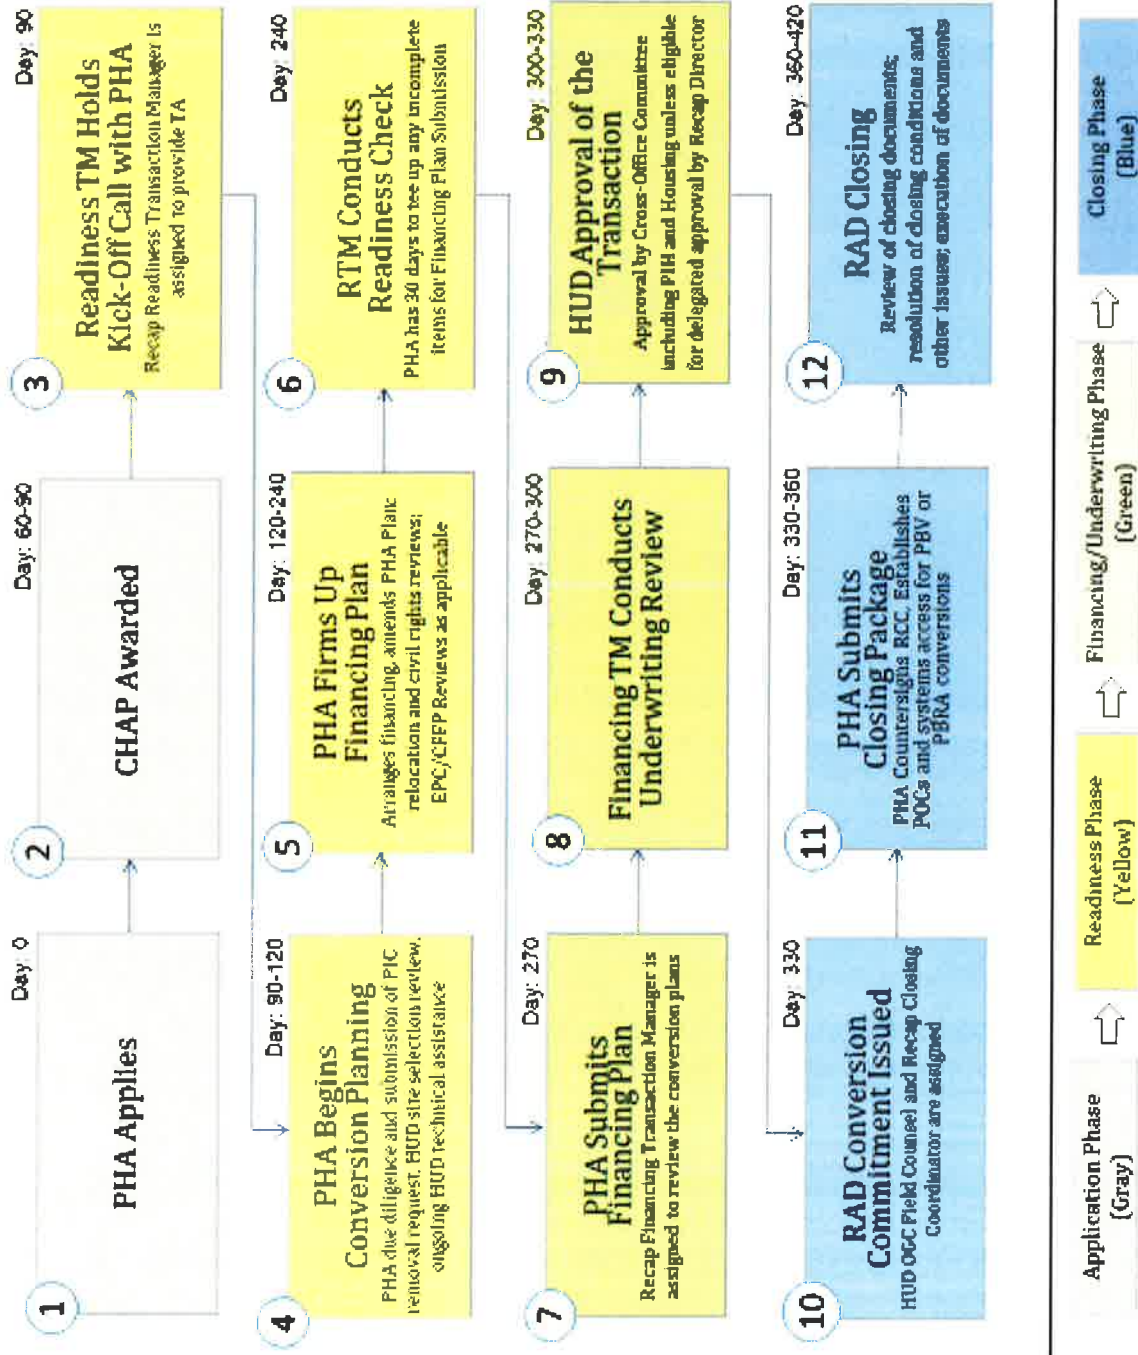 Day: 0
1
PHA Applies
Day: 60-90
2
CHAP Awarded
Day: 90
3
Readiness TM Holds
Kick-Off Call with PHA
Recap Readiness Transaction Manager is
assigned to provide TA
Day: 90-120
4
PHA Begins
Conversion Planning
PHA due diligence and submission of PIC
removal request, HUD site selection review,
ongoing HUD technical assistance
Day: 120-240
5
PHA Firms Up
Financing Plan
Arranges financing, amends PHA Plan;
relocation and civil rights reviews;
EPC/CFFP Reviews as applicable
Day: 240
6
RTM Conducts
Readiness Check
PHA has 30 days to tee up any uncomplete
items for Financing Plan Submission
Day: 270
7
PHA Submits
Financing Plan
Recap Financing Transaction Manager is
assigned to review the conversion plans
Day: 270-300
8
Financing TM Conducts
Underwriting Review
Day: 300-330
9
HUD Approval of the
Transaction
Approval by Cross-Office Committee
including PIH and Housing unless eligible
for delegated approval by Recap Director
Day: 330
10
RAD Conversion
Commitment Issued
HUD OGC Field Counsel and Recap Closing
Coordinator are assigned
Day: 330-360
11
PHA Submits
Closing Package
PHA Countersigns RCC, Establishes
POCs and systems access for PBV or
PBRA conversions
Day: 360-420
12
RAD Closing
Review of closing documents;
resolution of closing conditions and
other issues; execution of documents
Application Phase
(Gray)
Readiness Phase
(Yellow)
Financing/Underwriting Phase
(Green)
Closing Phase
(Blue)